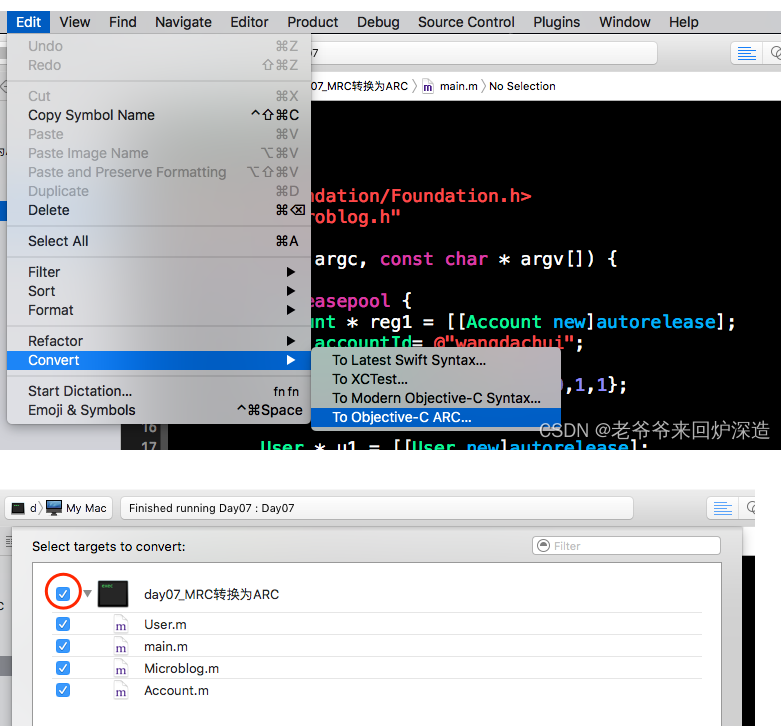 Edit View Find Navigate Editor Product Debug Source Control Plugins Window Help
Undo ⌘Z
Redo ⇧⌘Z
Cut ⌘X
Copy Symbol Name ^⇧⌘C
Paste ⌘V
Paste Image Name ⌥⌘V
Paste and Preserve Formatting ⌥⇧⌘V
Duplicate ⌘D
Delete ⌘⌫
Select All ⌘A
Filter ▶
Sort ▶
Format ▶
Refactor ▶
Convert ▶
Start Dictation... fn fn
Emoji & Symbols ^⌘Space
07
07_MRC转换为ARC 〉 m main.m 〉 No Selection
ndation/Foundation.h>
roblog.h"
argc, const char * argv[]) {
easepool {
unt * reg1 = [[Account new]autorelease];
accountId= @"wangdachui";
,1,1};
To Latest Swift Syntax...
To XCTest...
To Modern Objective-C Syntax...
To Objective-C ARC...
16
17 User * u1 = [[User new]autorelease];
CSDN @老爷爷来回炉深造
d 〉 My Mac
Finished running Day07 : Day07
Select targets to convert:
Filter
day07_MRC转换为ARC
m User.m
m main.m
m Microblog.m
m Account.m